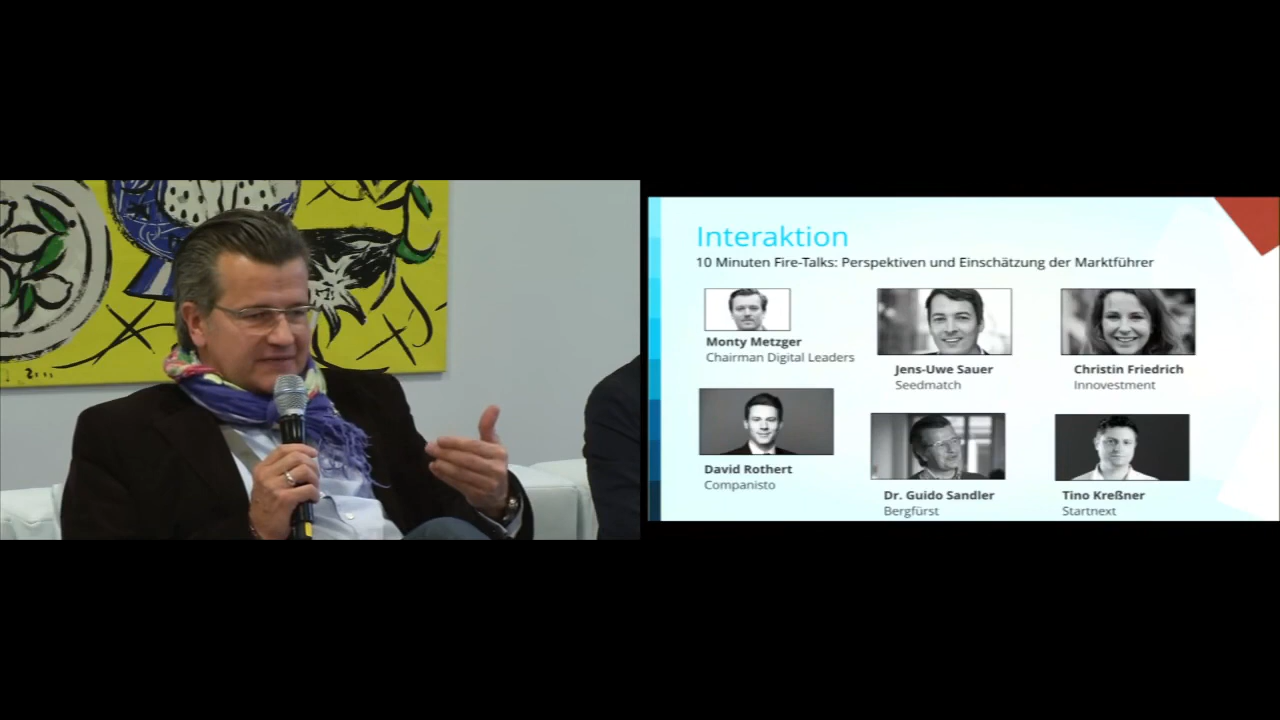 Interaktion
10 Minuten Fire-Talks: Perspektiven und Einschätzung der Marktführer
Monty Metzger
Chairman Digital Leaders
Jens-Uwe Sauer
Seedmatch
Christin Friedrich
Innovestment
David Rothert
Companisto
Dr. Guido Sandler
Bergfürst
Tino Kreßner
Startnext